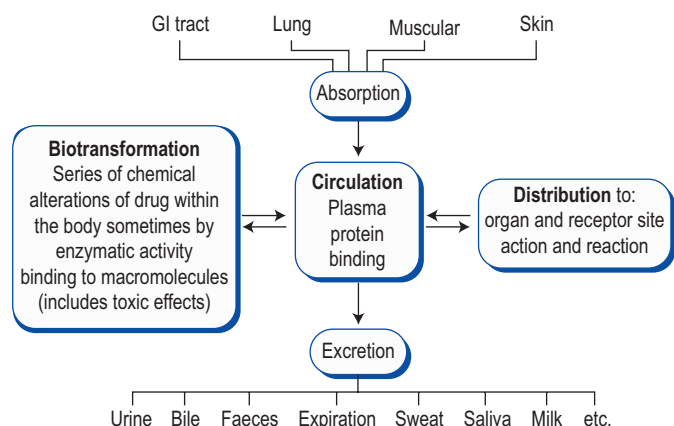 GI tract
Lung
Muscular
Skin
Absorption
Biotransformation
Series of chemical
alterations of drug within
the body sometimes by
enzymatic activity
binding to macromolecules
(includes toxic effects)
Circulation
Plasma
protein
binding
Distribution to:
organ and receptor site
action and reaction
Excretion
Urine
Bile
Faeces
Expiration
Sweat
Saliva
Milk
etc.